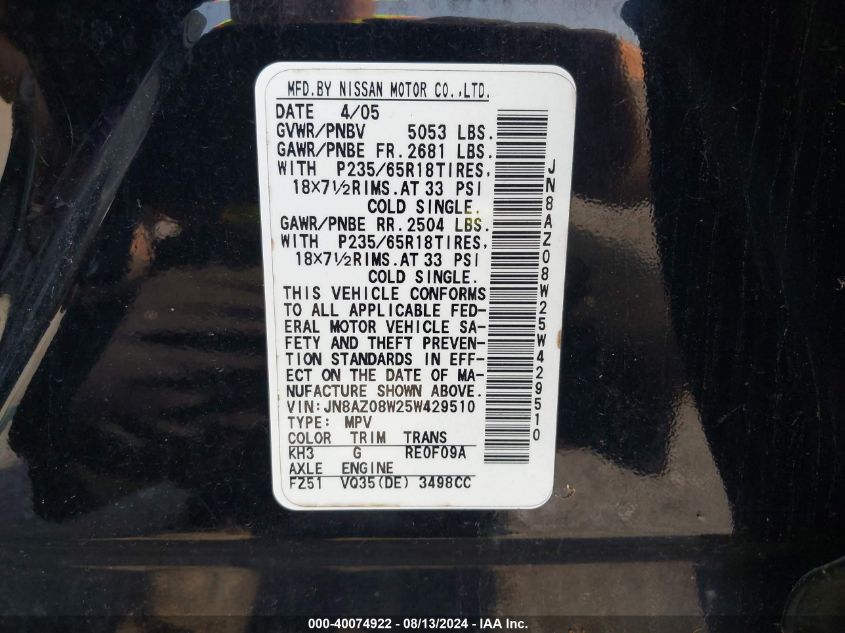 MFD.BY NISSAN MOTOR CO.,LTD.
DATE 4/05
GVWR/PNBV 5053 LBS.
GAWR/PNBE FR.2681 LBS.
WITH P235/65R18TIRES,
18×7½RIMS.AT 33 PSI
COLD SINGLE.
GAWR/PNBE RR.2504 LBS.
WITH P235/65R18TIRES,
18×7½RIMS.AT 33 PSI
COLD SINGLE.
THIS VEHICLE CONFORMS
TO ALL APPLICABLE FED-
ERAL MOTOR VEHICLE SA-
FETY AND THEFT PREVEN-
TION STANDARDS IN EFF-
ECT ON THE DATE OF MA-
NUFACTURE SHOWN ABOVE.
VIN:JN8AZ08W25W429510
TYPE: MPV
COLOR TRIM TRANS
KH3 G RE0F09A
AXLE ENGINE
FZ51 VQ35(DE) 3498CC
JN8AZ08W25W429510
000-40074922 - 08/13/2024 - IAA Inc.